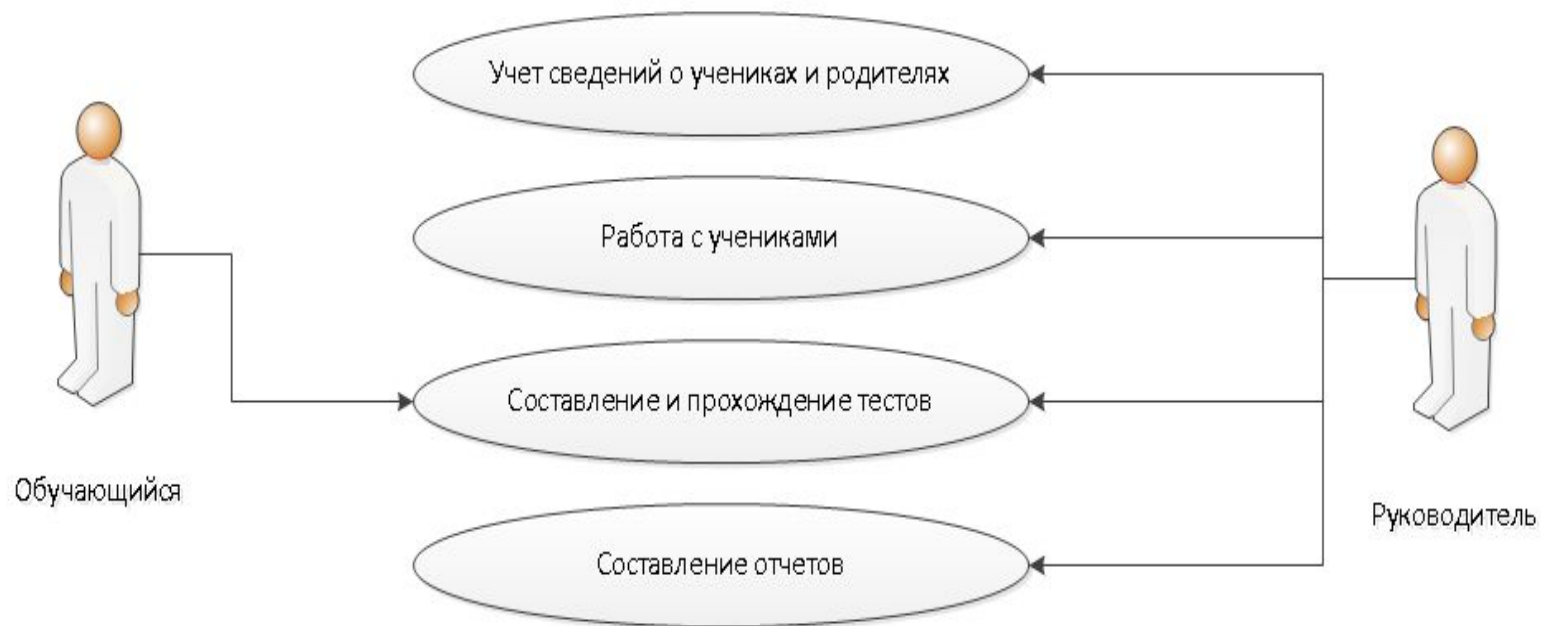 Учет сведений о учениках и родителях
Работа с учениками
Составление и прохождение тестов
Обучающийся
Руководитель
Составление отчетов